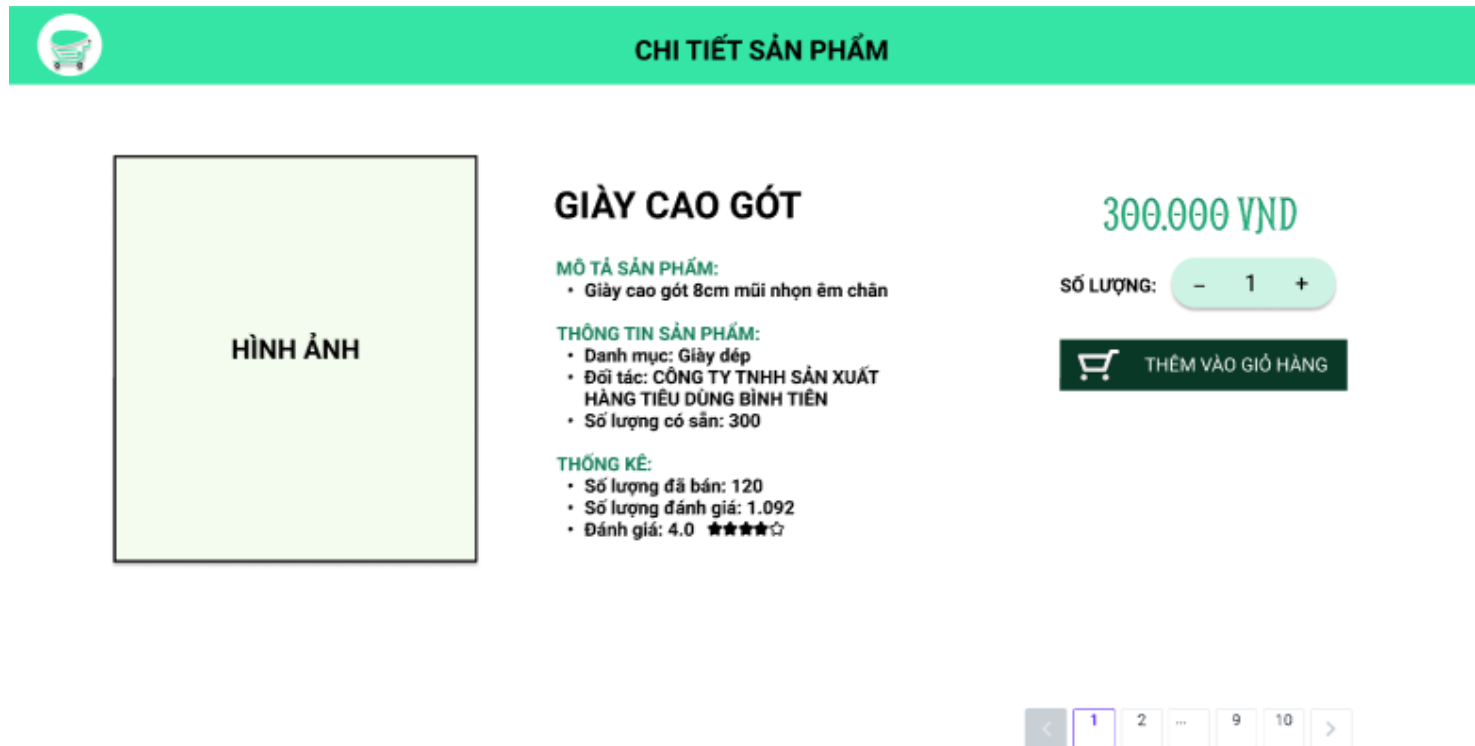 CHI TIẾT SẢN PHẨM
HÌNH ẢNH
GIÀY CAO GÓT
MÔ TẢ SẢN PHẨM:
• Giày cao gót 8cm mũi nhọn êm chân
THÔNG TIN SẢN PHẨM:
• Danh mục: Giày dép
• Đối tác: CÔNG TY TNHH SẢN XUẤT
HÀNG TIÊU DÙNG BÌNH TIÊN
• Số lượng có sẵn: 300
THỐNG KÊ:
• Số lượng đã bán: 120
• Số lượng đánh giá: 1.092
• Đánh giá: 4.0 ★★★★☆
300.000 VND
SỐ LƯỢNG: – 1 +
THÊM VÀO GIỎ HÀNG
< 1 2 ... 9 10 >